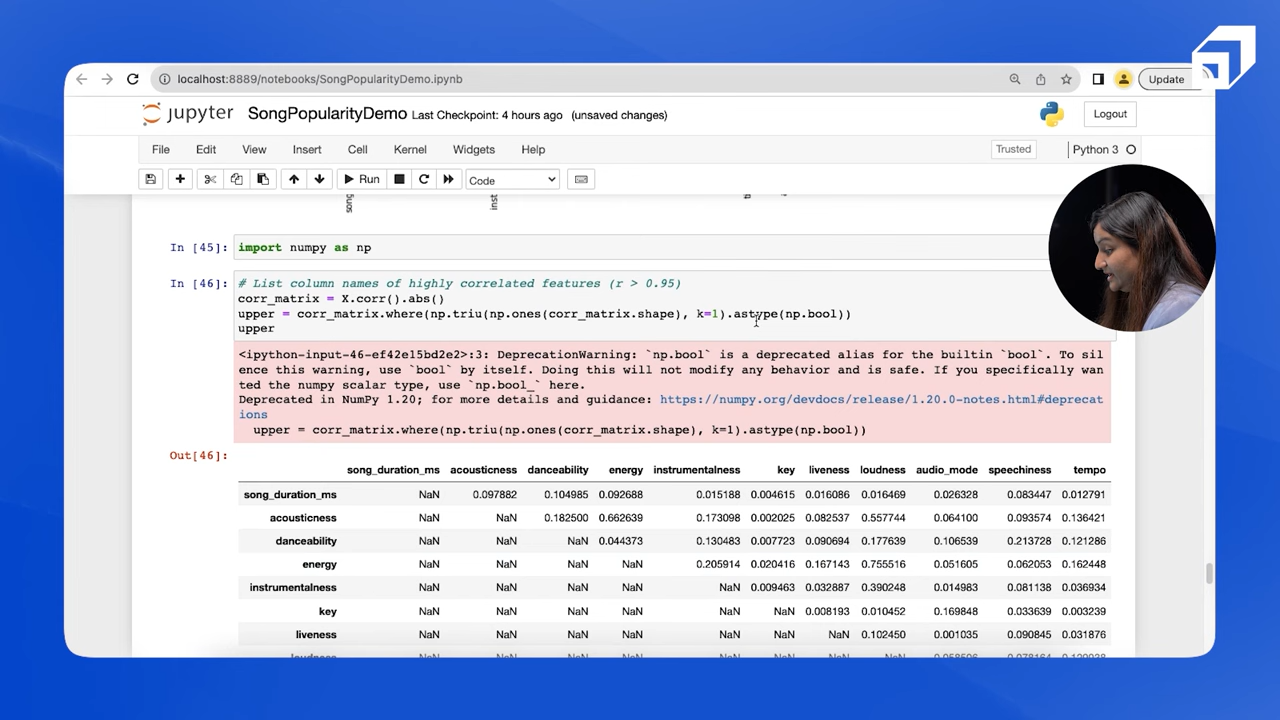 localhost:8889/notebooks/SongPopularityDemo.ipynb
Update
jupyter SongPopularityDemo Last Checkpoint: 4 hours ago (unsaved changes)
Logout
File Edit View Insert Cell Kernel Widgets Help
Trusted
Python 3
Run
Code
song
inst
In [45]: import numpy as np
In [46]: # List column names of highly correlated features (r > 0.95)
corr_matrix = X.corr().abs()
upper = corr_matrix.where(np.triu(np.ones(corr_matrix.shape), k=1).astype(np.bool))
upper
<ipython-input-46-ef42e15bd2e2>:3: DeprecationWarning: `np.bool` is a deprecated alias for the builtin `bool`. To sil
ence this warning, use `bool` by itself. Doing this will not modify any behavior and is safe. If you specifically wan
ted the numpy scalar type, use `np.bool_` here.
Deprecated in NumPy 1.20; for more details and guidance: https://numpy.org/devdocs/release/1.20.0-notes.html#deprecat
ions
upper = corr_matrix.where(np.triu(np.ones(corr_matrix.shape), k=1).astype(np.bool))
Out[46]:
song_duration_ms acousticness danceability energy instrumentalness key liveness loudness audio_mode speechiness tempo
song_duration_ms NaN 0.097882 0.104985 0.092688 0.015188 0.004615 0.016086 0.016469 0.026328 0.083447 0.012791
acousticness NaN NaN 0.182500 0.662639 0.173098 0.002025 0.082537 0.557744 0.064100 0.093574 0.136421
danceability NaN NaN NaN 0.044373 0.130483 0.007723 0.090694 0.177639 0.106539 0.213728 0.121286
energy NaN NaN NaN NaN 0.205914 0.020416 0.167143 0.755516 0.051605 0.062053 0.162448
instrumentalness NaN NaN NaN NaN NaN 0.009463 0.032887 0.390248 0.014983 0.081138 0.036934
key NaN NaN NaN NaN NaN NaN 0.008193 0.010452 0.169848 0.033639 0.003239
liveness NaN NaN NaN NaN NaN NaN NaN 0.102450 0.001035 0.090845 0.031876